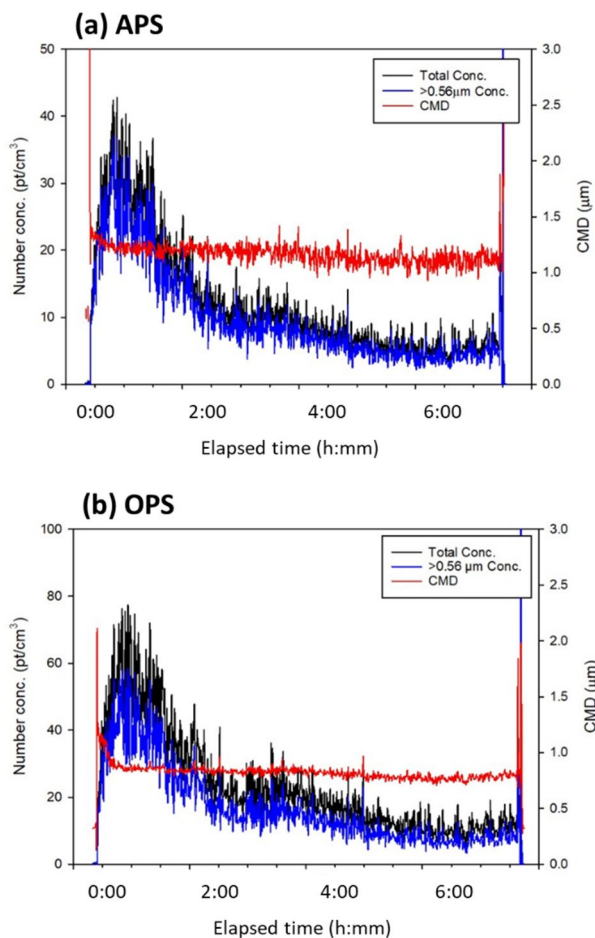 (a) APS
50
40
30
20
10
0
Number conc. (pt/cm³)
3.0
2.5
2.0
1.5
1.0
0.5
0.0
CMD (μm)
Total Conc.
>0.56μm Conc.
CMD
0:00 2:00 4:00 6:00
Elapsed time (h:mm)
(b) OPS
100
80
60
40
20
0
Number conc. (pt/cm³)
3.0
2.5
2.0
1.5
1.0
0.5
0.0
CMD (μm)
Total Conc.
>0.56 μm Conc.
CMD
0:00 2:00 4:00 6:00
Elapsed time (h:mm)